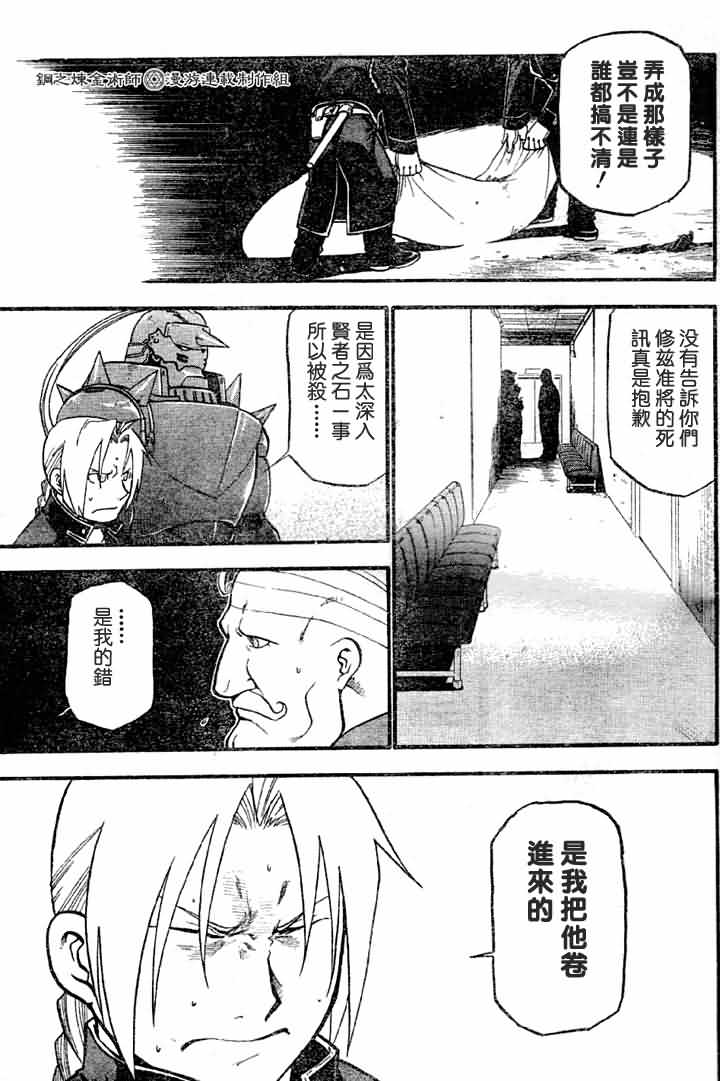 鋼之煉金術師 漫游連載制作組
弄成那樣子
豈不是連是
誰都搞不清!
没有告訴你們
修兹准將的死
訊真是抱歉
是因爲太深入
賢者之石一事
所以被殺……
……
是我的錯
是我把他卷
進來的